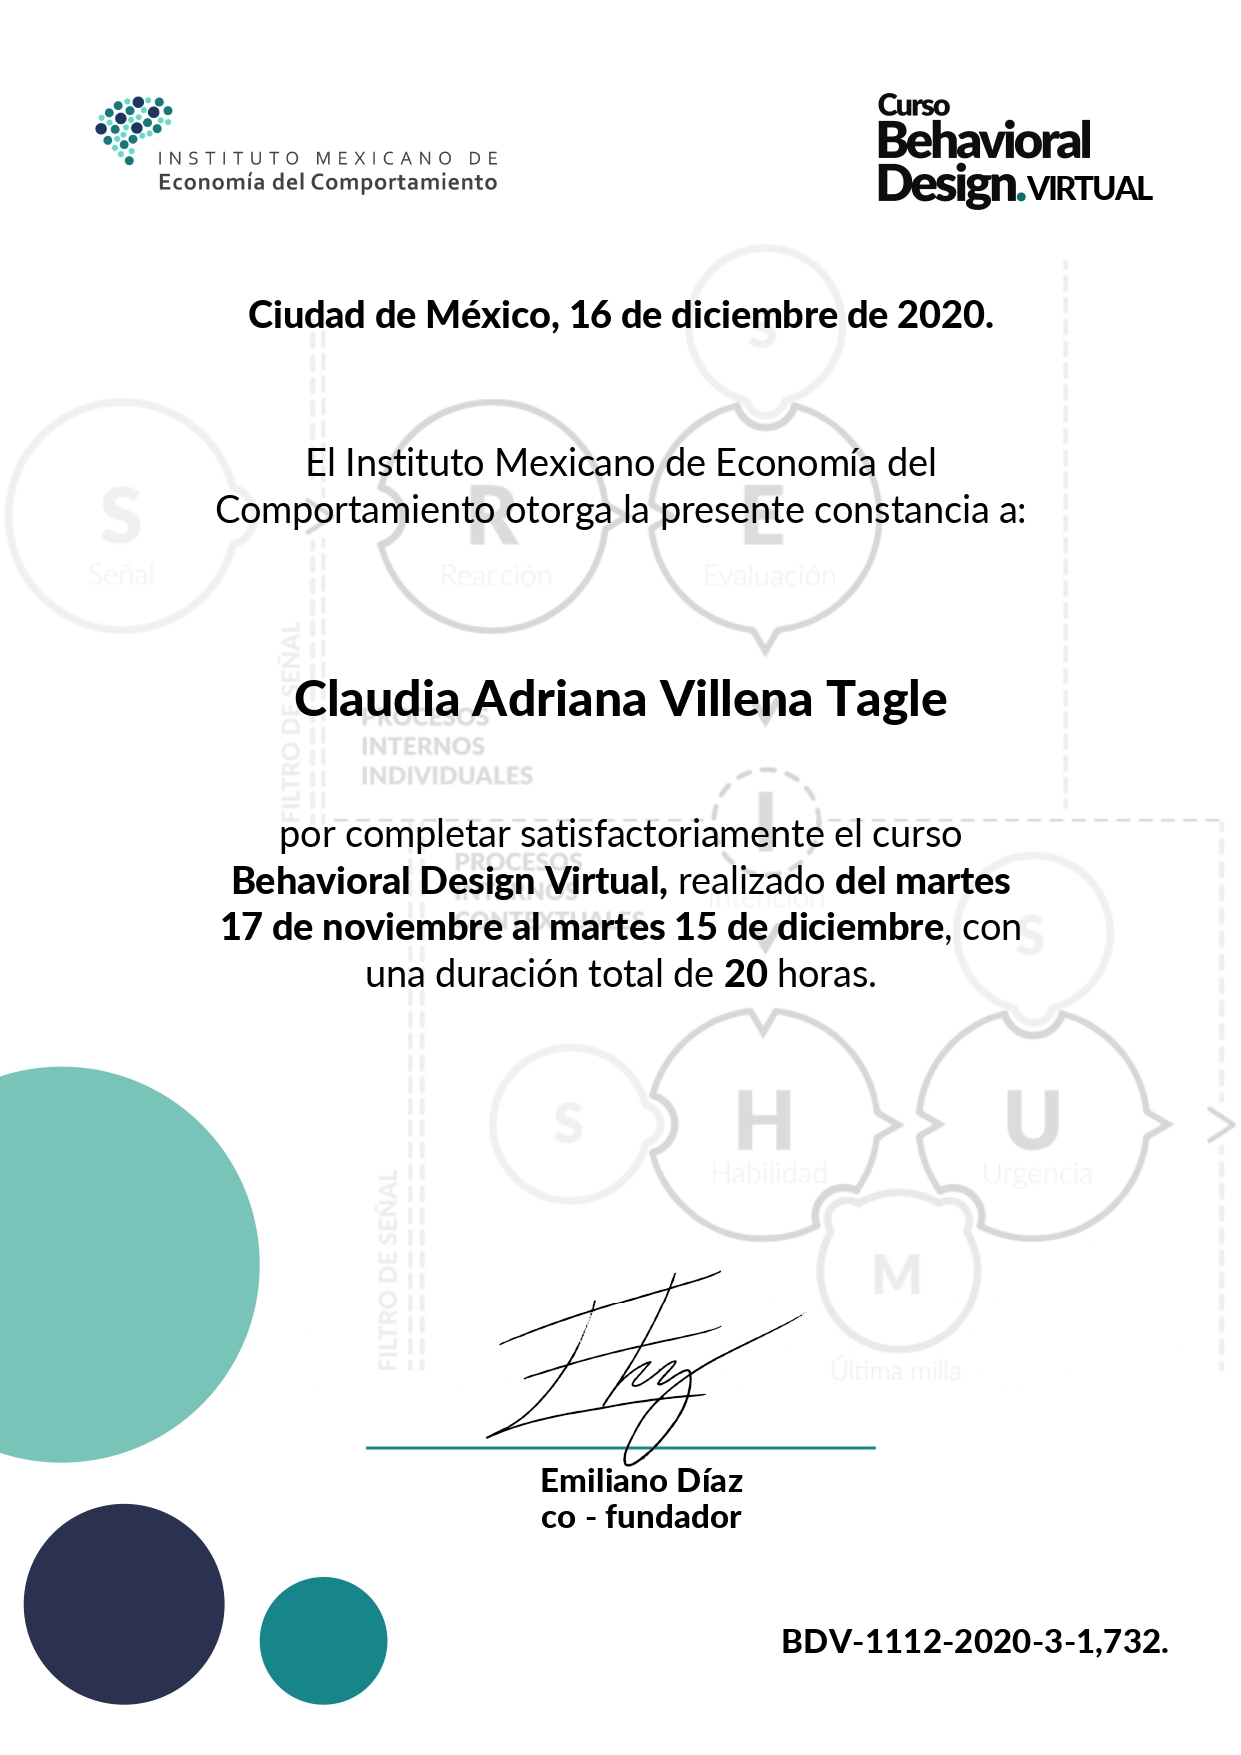 INSTITUTO MEXICANO DE
Economía del Comportamiento
Curso
Behavioral
Design.VIRTUAL
Ciudad de México, 16 de diciembre de 2020.
S
El Instituto Mexicano de Economía del
Comportamiento otorga la presente constancia a:
S
Señal
R
Reacción
E
Evaluación
FILTRO DE SEÑAL
Claudia Adriana Villena Tagle
PROCESOS
INTERNOS
INDIVIDUALES
I
Intención
por completar satisfactoriamente el curso
Behavioral Design Virtual, realizado del martes
17 de noviembre al martes 15 de diciembre, con
una duración total de 20 horas.
PROCESOS
INTERNOS
CONTEXTUALES
S
S
H
Habilidad
U
Urgencia
FILTRO DE SEÑAL
M
Última milla
Emiliano Díaz
co - fundador
BDV-1112-2020-3-1,732.